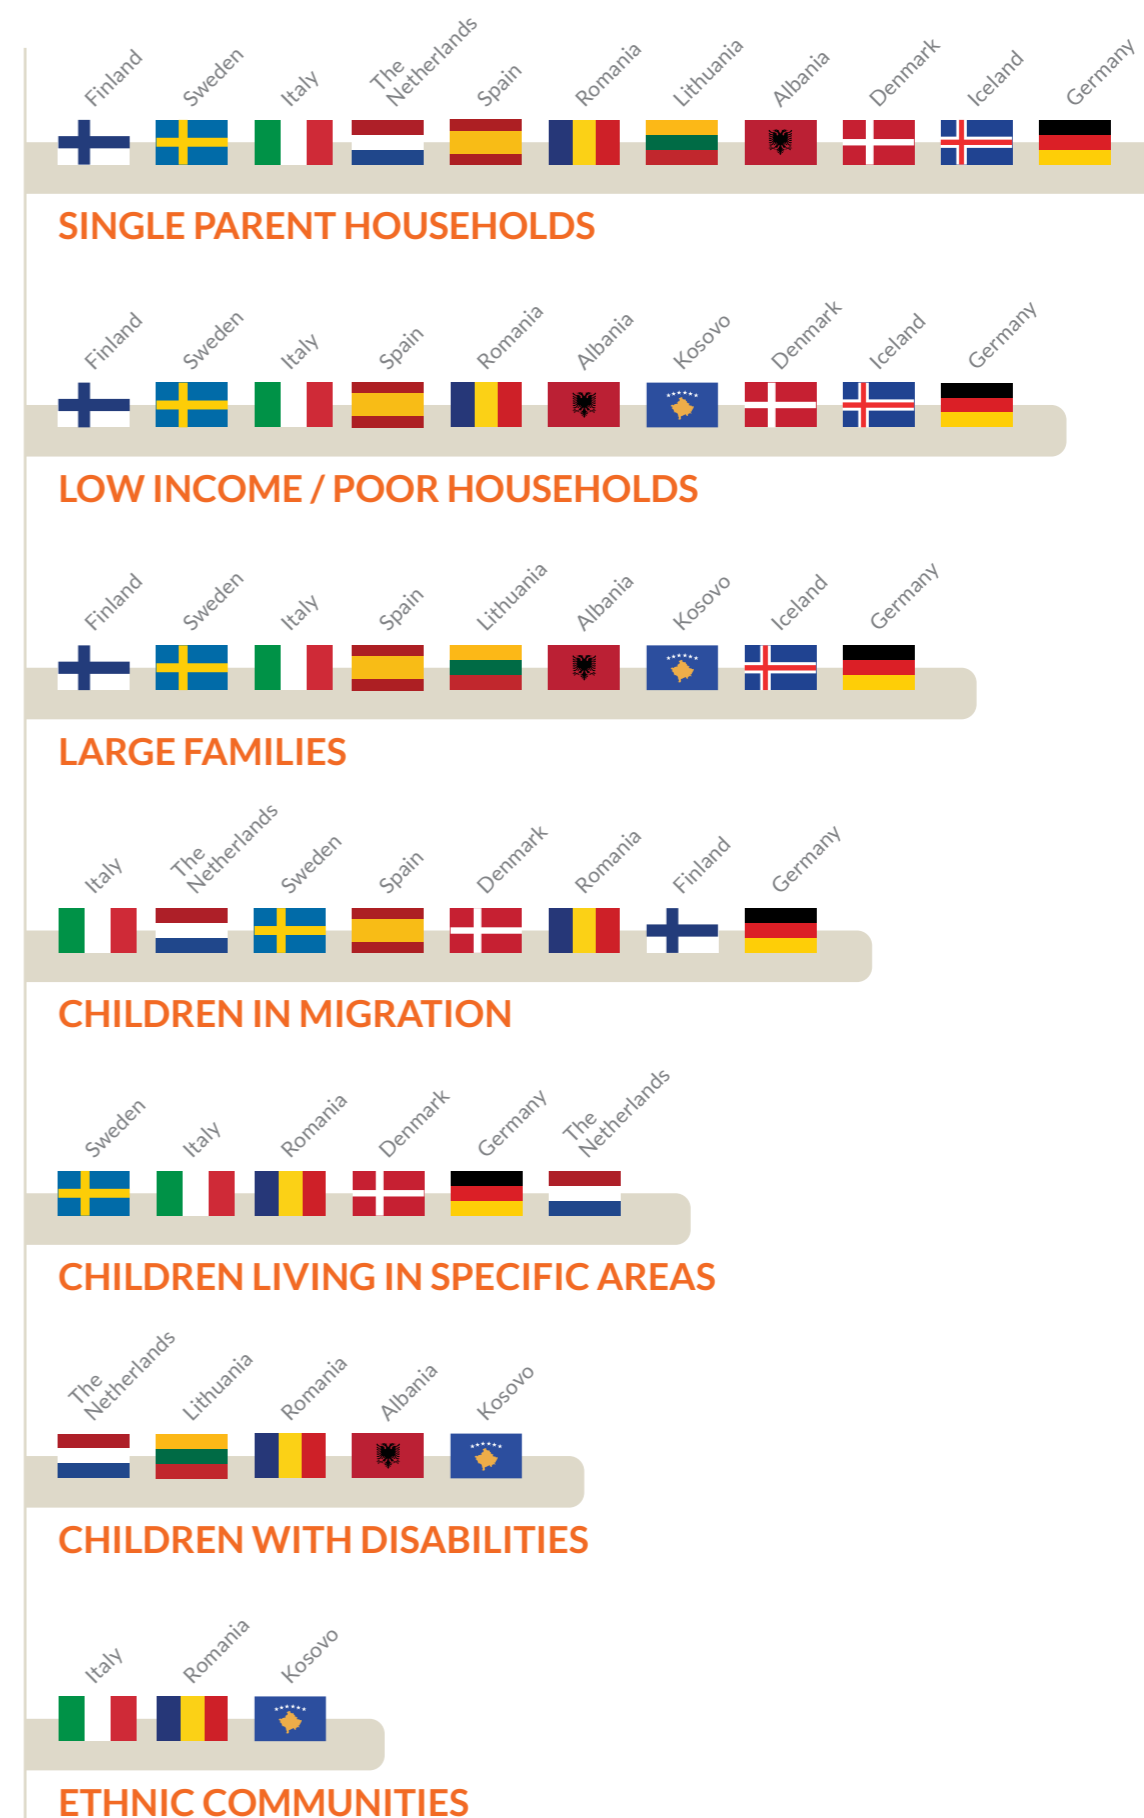 Finland
Sweden
Italy
The
Netherlands
Spain
Romania
Lithuania
Albania
Denmark
Iceland
Germany
SINGLE PARENT HOUSEHOLDS
Finland
Sweden
Italy
Spain
Romania
Albania
Kosovo
Denmark
Iceland
Germany
LOW INCOME / POOR HOUSEHOLDS
Finland
Sweden
Italy
Spain
Lithuania
Albania
Kosovo
Iceland
Germany
LARGE FAMILIES
Italy
The
Netherlands
Sweden
Spain
Denmark
Romania
Finland
Germany
CHILDREN IN MIGRATION
Sweden
Italy
Romania
Denmark
Germany
The
Netherlands
CHILDREN LIVING IN SPECIFIC AREAS
The
Netherlands
Lithuania
Romania
Albania
Kosovo
CHILDREN WITH DISABILITIES
Italy
Romania
Kosovo
ETHNIC COMMUNITIES